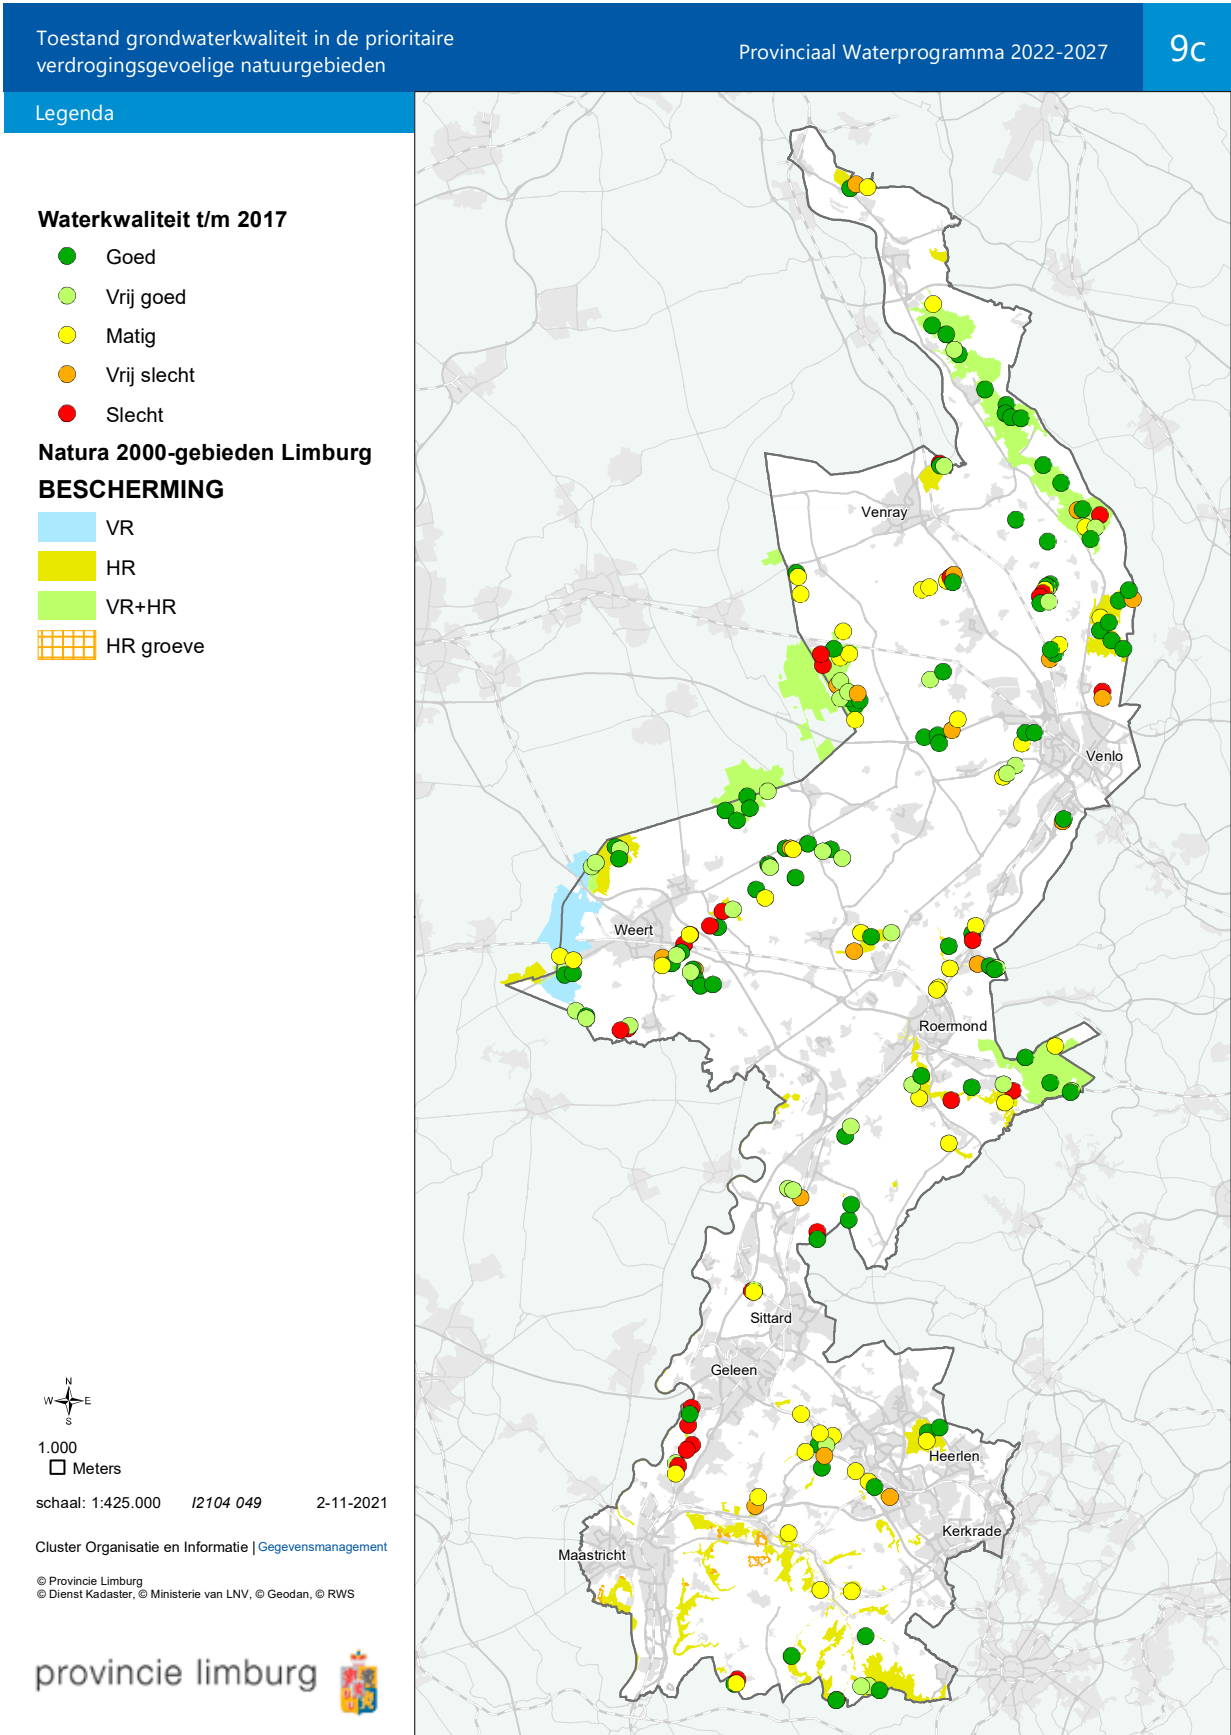 Toestand grondwaterkwaliteit in de prioritaire
verdrogingsgevoelige natuurgebieden
Provinciaal Waterprogramma 2022-2027
9c
Legenda
Waterkwaliteit t/m 2017
Goed
Vrij goed
Matig
Vrij slecht
Slecht
Natura 2000-gebieden Limburg
BESCHERMING
VR
HR
VR+HR
HR groeve
Venray
Venlo
Weert
Roermond
Sittard
Geleen
Heerlen
Kerkrade
Maastricht
N
W E
S
1.000
Meters
schaal: 1:425.000 I2104 049 2-11-2021
Cluster Organisatie en Informatie | Gegevensmanagement
© Provincie Limburg
© Dienst Kadaster, © Ministerie van LNV, © Geodan, © RWS
provincie limburg